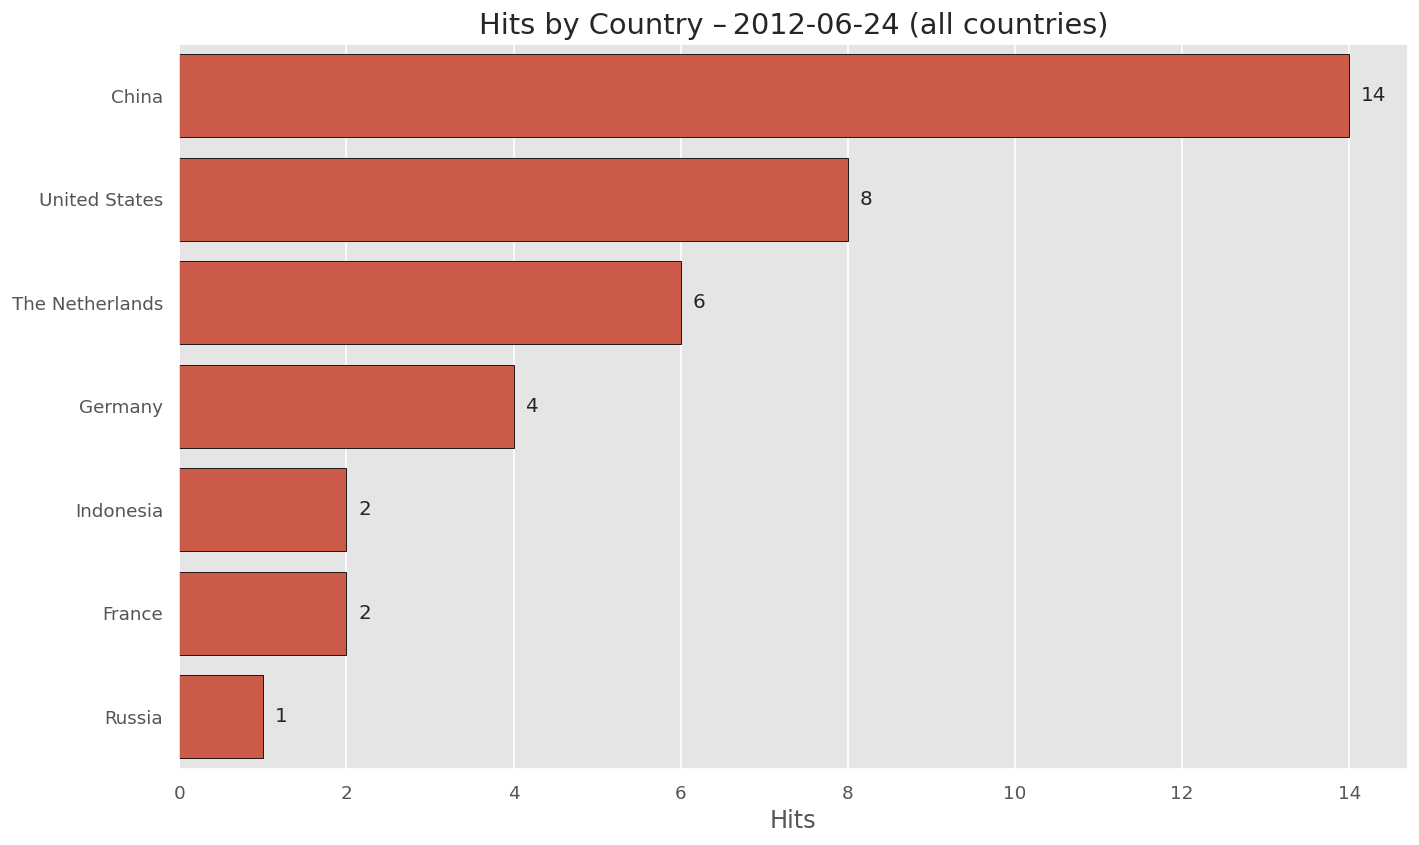 Hits by Country – 2012-06-24 (all countries)
China 14
United States 8
The Netherlands 6
Germany 4
Indonesia 2
France 2
Russia 1
0 2 4 6 8 10 12 14
Hits